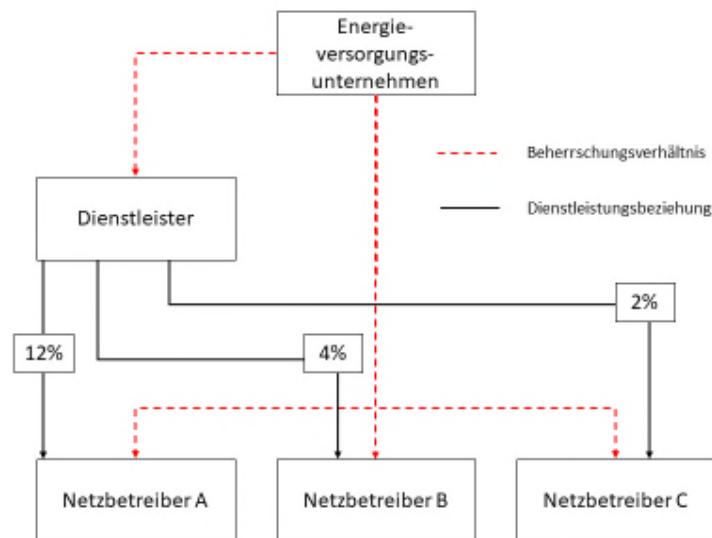 Energie-
versorgungs-
unternehmen
Beherrschungsverhältnis
Dienstleister
Dienstleistungsbeziehung
2%
12%
4%
Netzbetreiber A
Netzbetreiber B
Netzbetreiber C